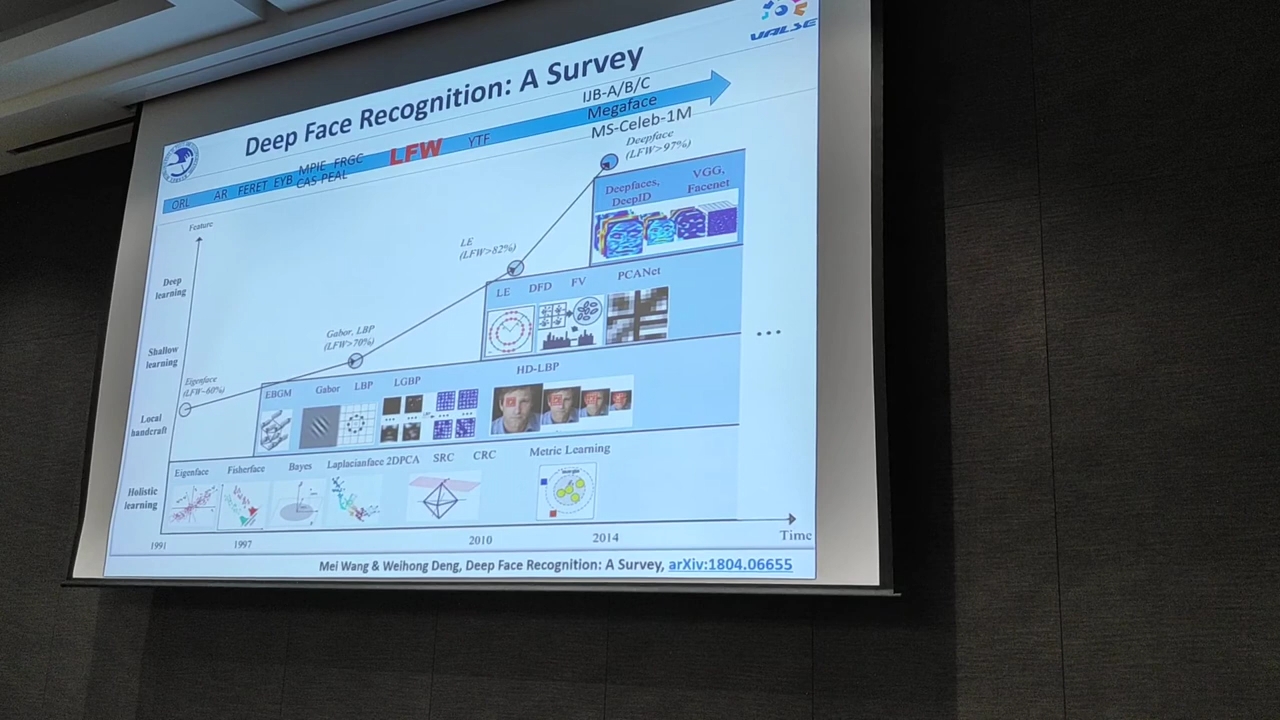 VALSE
Deep Face Recognition: A Survey
IJB-A/B/C
Megaface
MS-Celeb-1M
ORL AR FERET EYB MPIE FRGC LFW YTF
CAS-PEAL
Feature
Deep
learning
Shallow
learning
Local
handcraft
Holistic
learning
Deepface
(LFW>97%)
LE
(LFW>82%)
Gabor, LBP
(LFW>70%)
Eigenface
(LFW~60%)
Deepfaces,
DeepID
VGG,
Facenet
LE DFD FV PCANet
...
EBGM Gabor LBP LGBP HD-LBP
Eigenface Fisherface Bayes Laplacianface 2DPCA SRC CRC Metric Learning
1991 1997 2010 2014 Time
Mei Wang & Weihong Deng, Deep Face Recognition: A Survey, arXiv:1804.06655